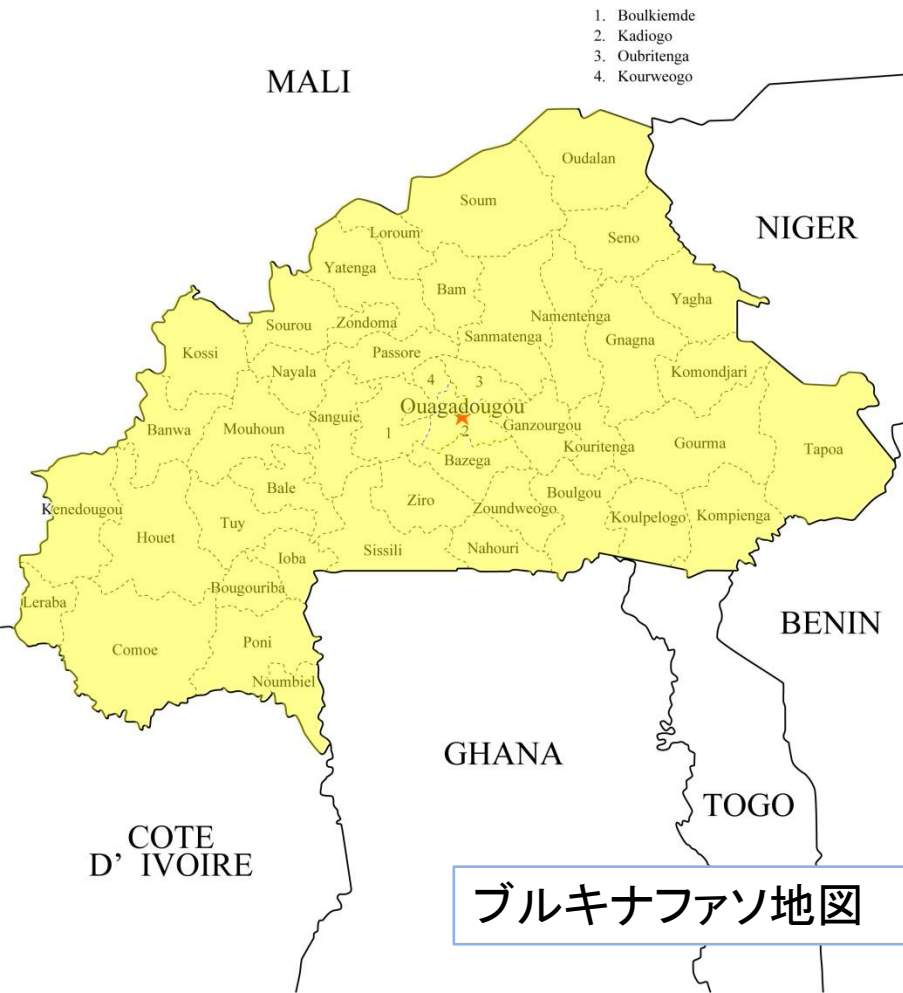 1. Boulkiemde
2. Kadiogo
3. Oubritenga
4. Kourweogo
MALI
Oudalan
Soum
NIGER
Loroum
Seno
Yatenga
Bam
Yagha
Namentenga
Sourou
Zondoma
Sanmatenga
Gnagna
Kossi
Passore
Nayala
Komondjari
4
3
Ouagadougou
Sanguie
Banwa
Mouhoun
1
2
Ganzourgou
Kouritenga
Gourma
Tapoa
Bazega
Bale
Ziro
Boulgou
Kenedougou
Zoundweogo
Koulpelogo
Kompienga
Tuy
Houet
Sissili
Nahouri
Ioba
Bougouriba
Leraba
BENIN
Poni
Comoe
Noumbiel
GHANA
TOGO
COTE
D’ IVOIRE
ブルキナファソ地図